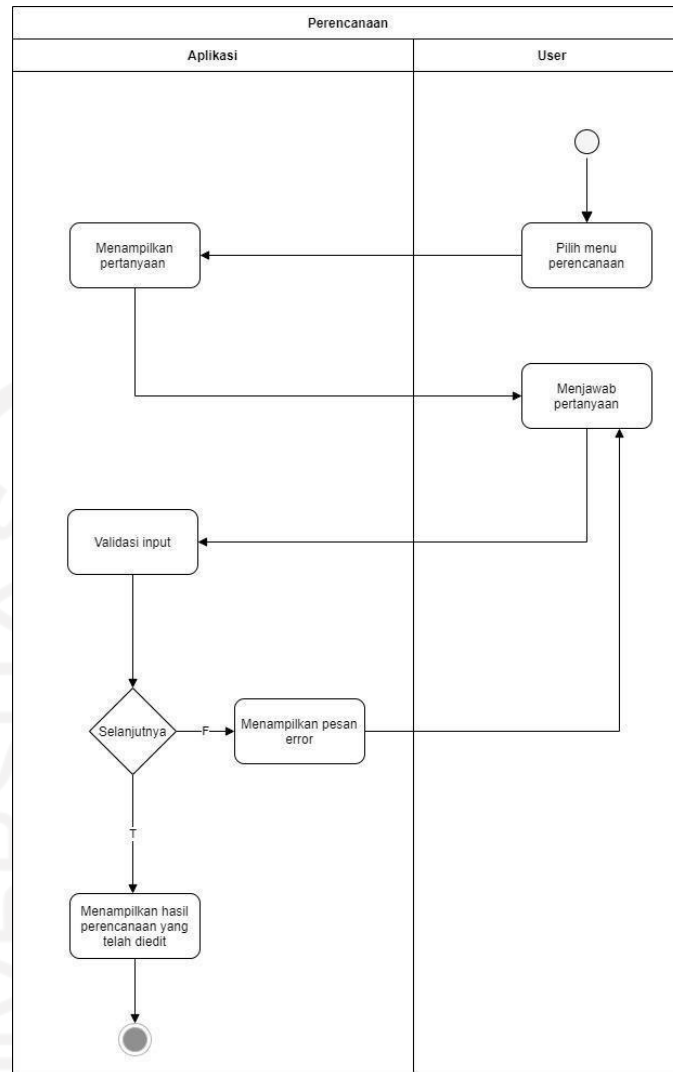 Perencanaan
Aplikasi
User
Menampilkan
pertanyaan
Pilih menu
perencanaan
Menjawab
pertanyaan
Validasi input
Selanjutnya
F
Menampilkan pesan
error
T
Menampilkan hasil
perencanaan yang
telah diedit